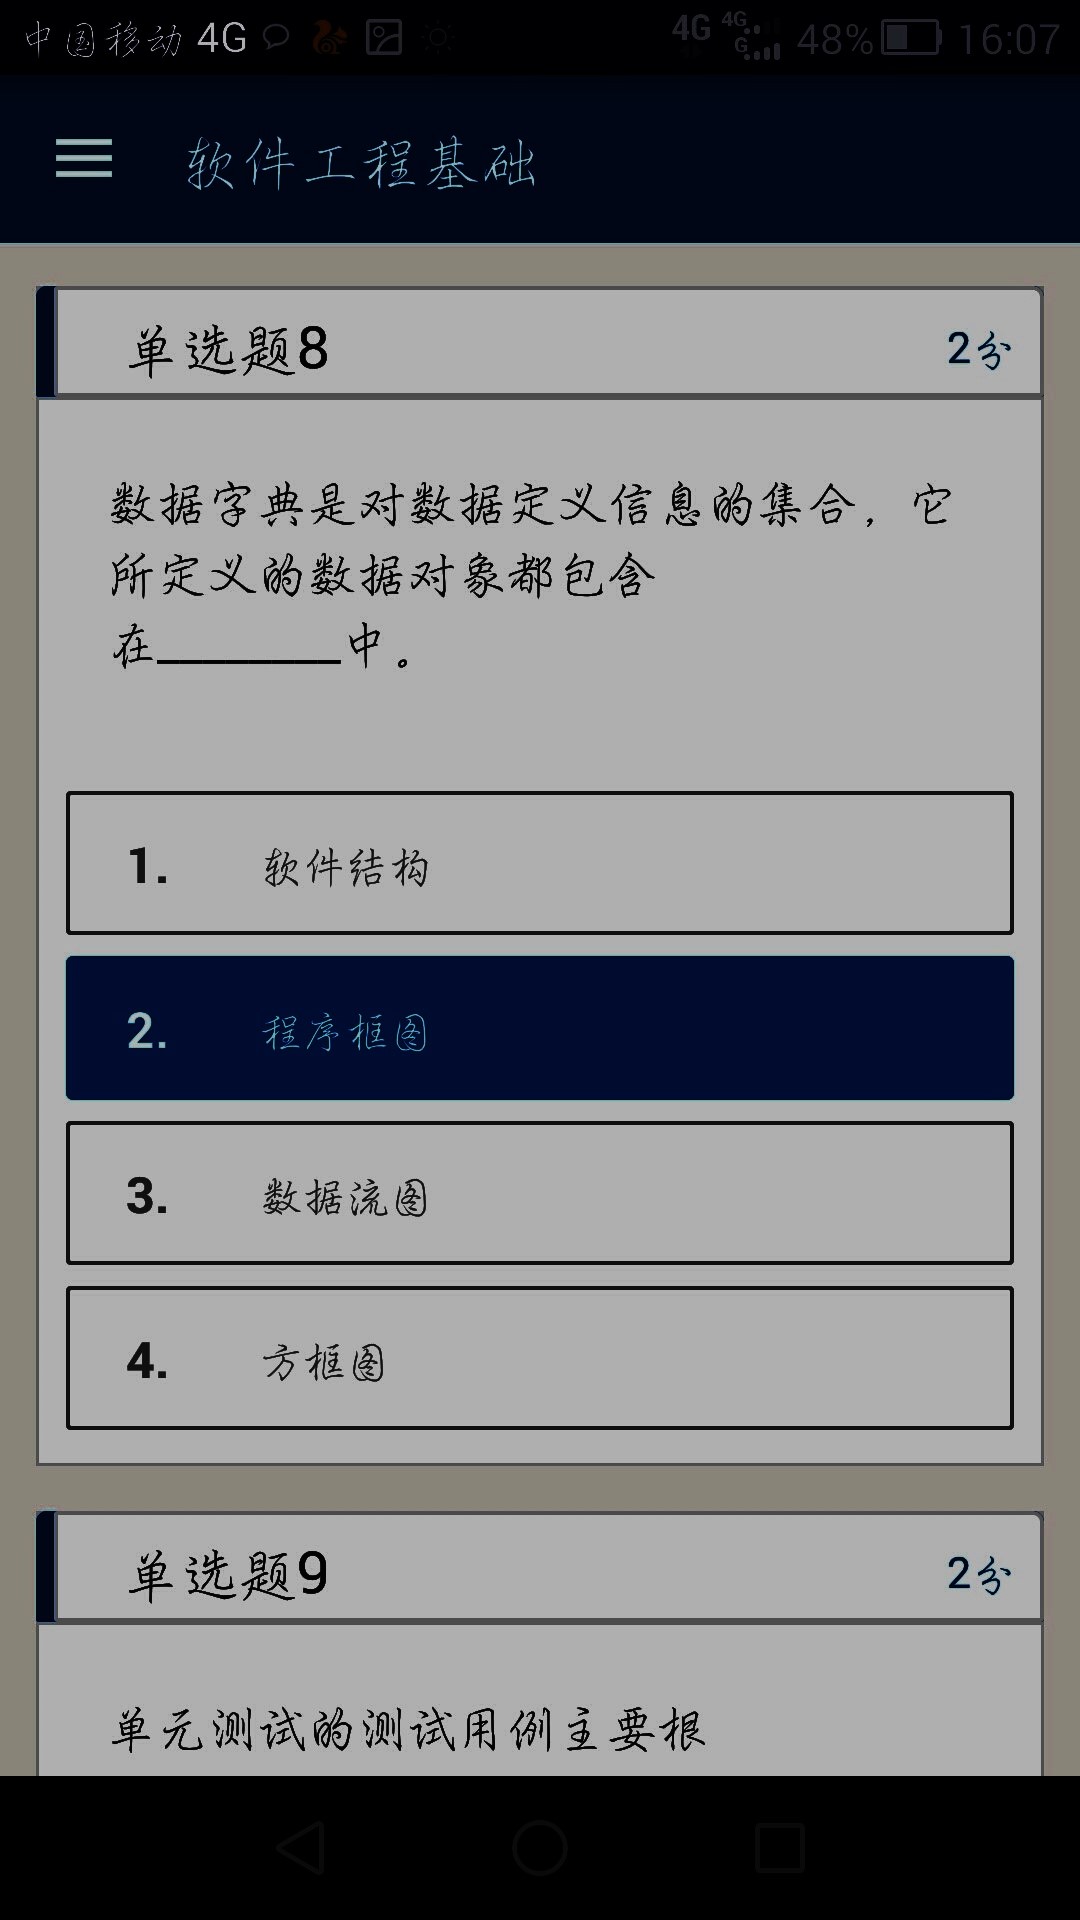 中国移动 4G 4G 4G G 48% 16:07
软件工程基础
单选题8 2分
数据字典是对数据定义信息的集合，它
所定义的数据对象都包含
在________中。
1. 软件结构
2. 程序框图
3. 数据流图
4. 方框图
单选题9 2分
单元测试的测试用例主要根